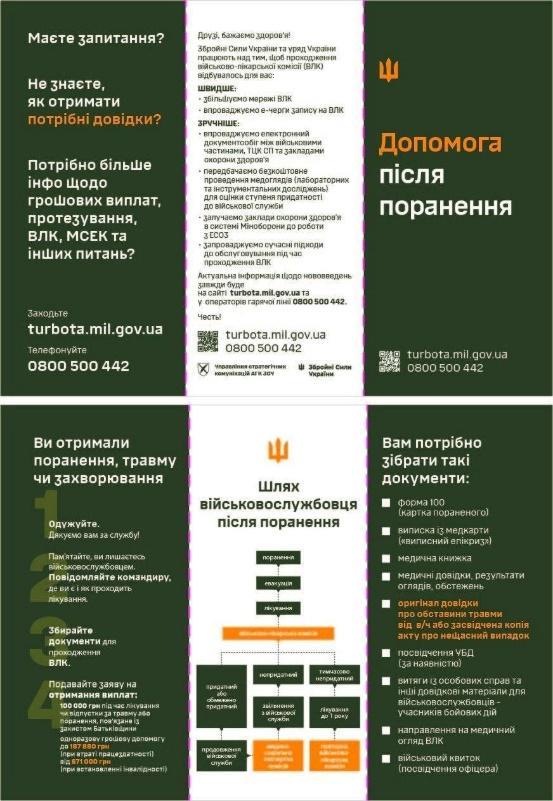 Маєте запитання?
Не знаєте,
як отримати
потрібні довідки?
Потрібно більше
інфо щодо
грошових виплат,
протезування,
ВЛК, МСЕК та
інших питань?
Заходьте
turbota.mil.gov.ua
Телефонуйте
0800 500 442
Друзі, бажаємо здоров'я!
Збройні Сили України та уряд України
працюють над тим, щоб проходження
військово-лікарської комісії (ВЛК)
відбувалось для вас:
ШВИДШЕ:
• збільшуємо мережі ВЛК
• впроваджуємо е-черги запису на ВЛК
ЗРУЧНІШЕ:
• впроваджуємо електронний
документообіг між військовими
частинами, ТЦК СП та закладами
охорони здоров'я
• передбачаємо безкоштовне
проведення медоглядів (лабораторних
та інструментальних досліджень)
для оцінки ступеня придатності
до військової служби
• залучаємо заклади охорони здоров'я
в системі Міноборони до роботи
з ЕСОЗ
• запроваджуємо сучасні підходи
до обслуговування під час
проходження ВЛК
Актуальна інформація щодо нововведень
завжди буде
на сайті turbota.mil.gov.ua та
у операторів гарячої лінії 0800 500 442.
Честь!
turbota.mil.gov.ua
0800 500 442
Управління стратегічних
комунікацій АГК ЗСУ
Збройні Сили
України
Допомога
після
поранення
turbota.mil.gov.ua
0800 500 442
Ви отримали
поранення, травму
чи захворювання
1
Одужуйте.
Дякуємо вам за службу!
2
Пам'ятайте, ви лишаєтесь
військовослужбовцем.
Повідомляйте командиру,
де ви є і як проходить
лікування.
3
Збирайте
документи для
проходження
ВЛК.
4
Подавайте заяву на
отримання виплат:
100 000 грн під час лікування
чи відпустки за травму або
поранення, пов'язане із
захистом Батьківщини
одноразову грошову допомогу
до 187 880 грн
(при втраті працездатності)
від 671 000 грн
(при встановленні інвалідності)
Шлях
військовослужбовця
після поранення
поранення
евакуація
лікування
військово-лікарська комісія
придатний
або
обмежено
придатний
непридатний
тимчасово
непридатний
звільнення
з військової
служби
лікування
до 1 року
продовження
військової
служби
медико-
соціальна
експертна
комісія
повторна
військово-
лікарська
комісія
Вам потрібно
зібрати такі
документи:
форма 100
(картка пораненого)
виписка із медкарти
(«виписний епікриз»)
медична книжка
медичні довідки, результати
оглядів, обстежень
оригінал довідки
про обставини травми
від в/ч або засвідчена копія
акту про нещасний випадок
посвідчення УБД
(за наявністю)
витяги із особових справ та
інші довідкові матеріали для
військовослужбовців –
учасників бойових дій
направлення на медичний
огляд ВЛК
військовий квиток
(посвідчення офіцера)